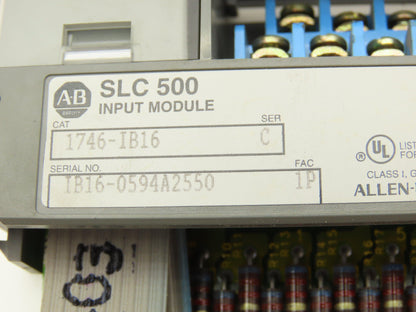 AB
SLC 500
INPUT MODULE
CAT
SER
1746-IB16
C
SERIAL NO.
FAC
IB16-0594A2550
1P
UL
LIST
FOR
CLASS I, G
ALLEN-
03